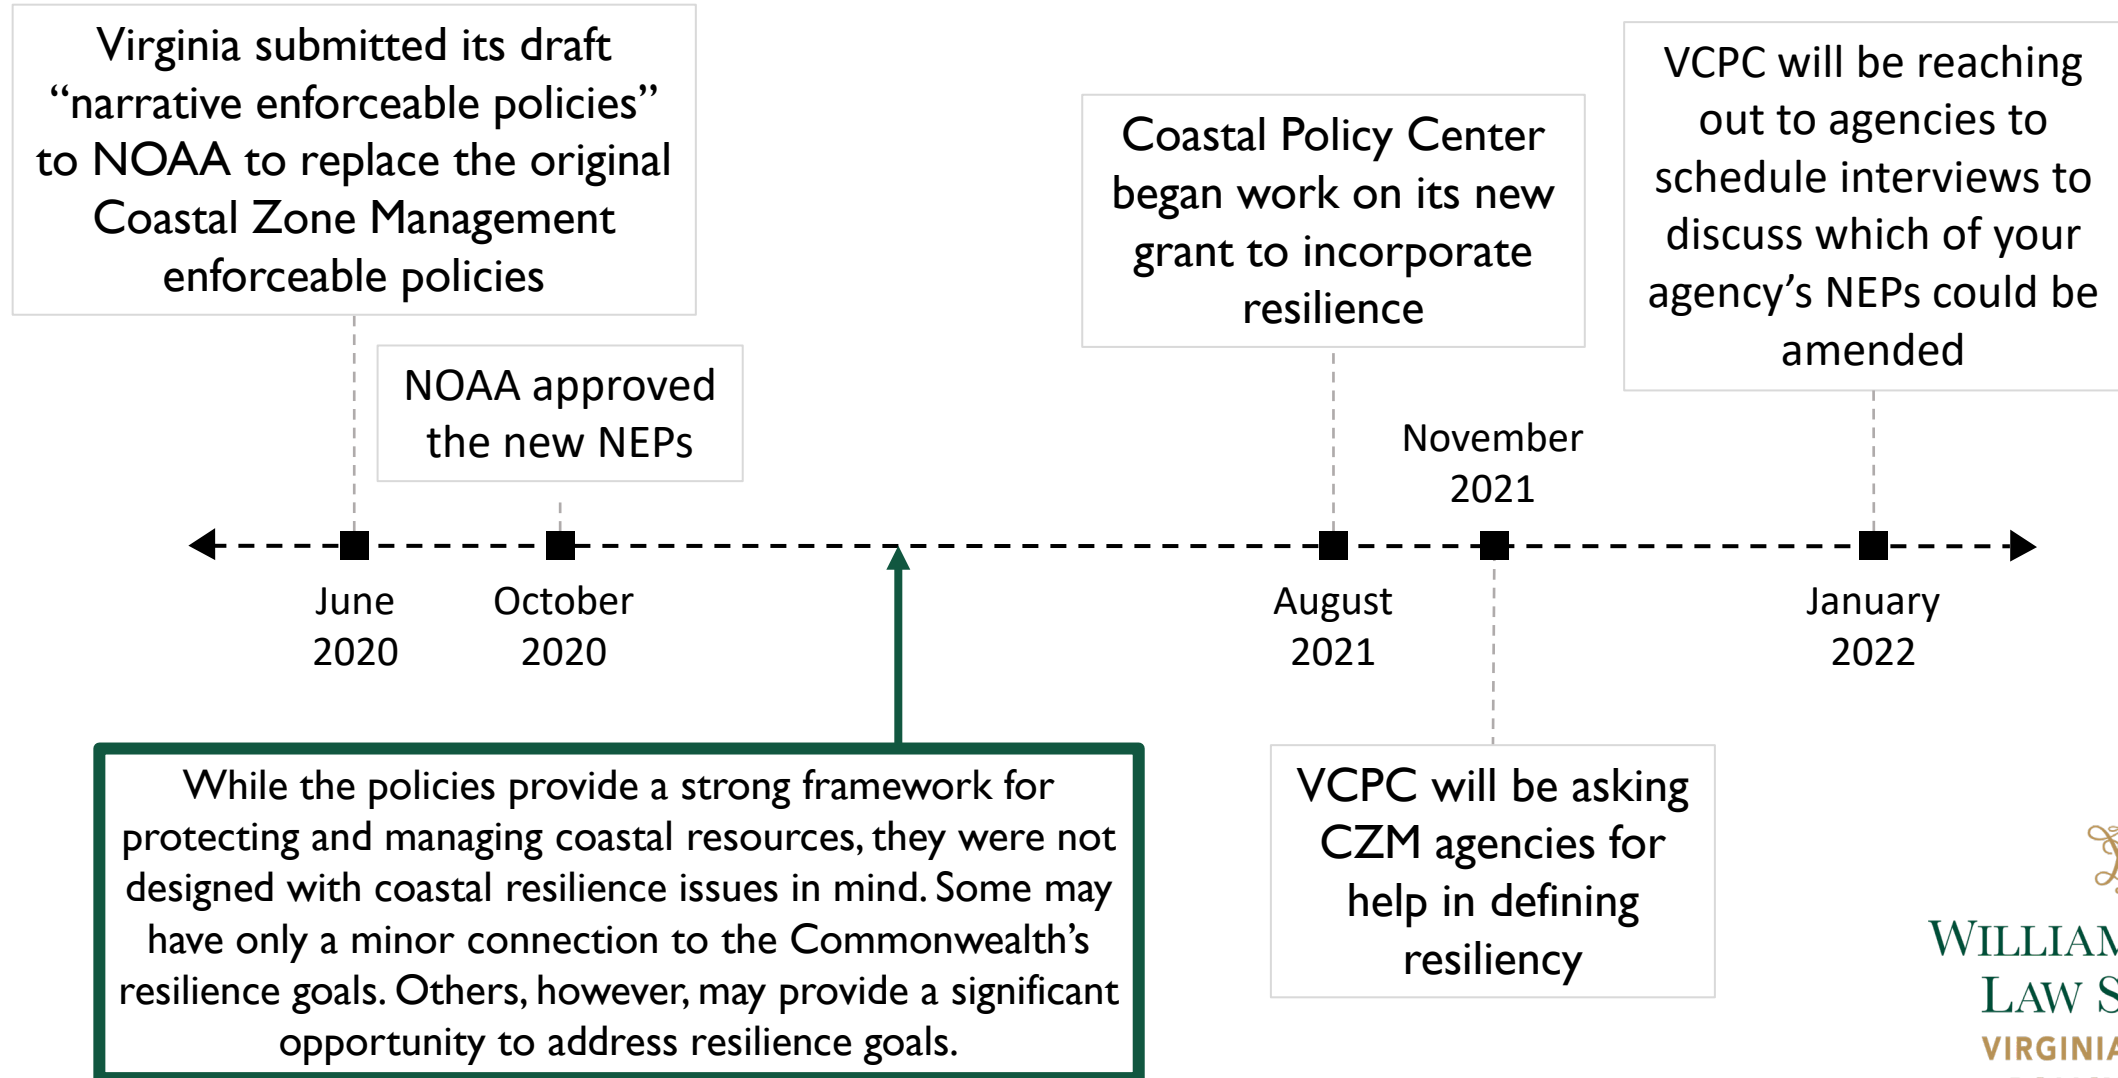 Virginia submitted its draft
“narrative enforceable policies”
to NOAA to replace the original
Coastal Zone Management
enforceable policies
NOAA approved
the new NEPs
Coastal Policy Center
began work on its new
grant to incorporate
resilience
VCPC will be reaching
out to agencies to
schedule interviews to
discuss which of your
agency’s NEPs could be
amended
November
2021
June
2020
October
2020
August
2021
January
2022
While the policies provide a strong framework for
protecting and managing coastal resources, they were not
designed with coastal resilience issues in mind. Some may
have only a minor connection to the Commonwealth’s
resilience goals. Others, however, may provide a significant
opportunity to address resilience goals.
VCPC will be asking
CZM agencies for
help in defining
resiliency
WILLIAM
LAW S
VIRGINIA